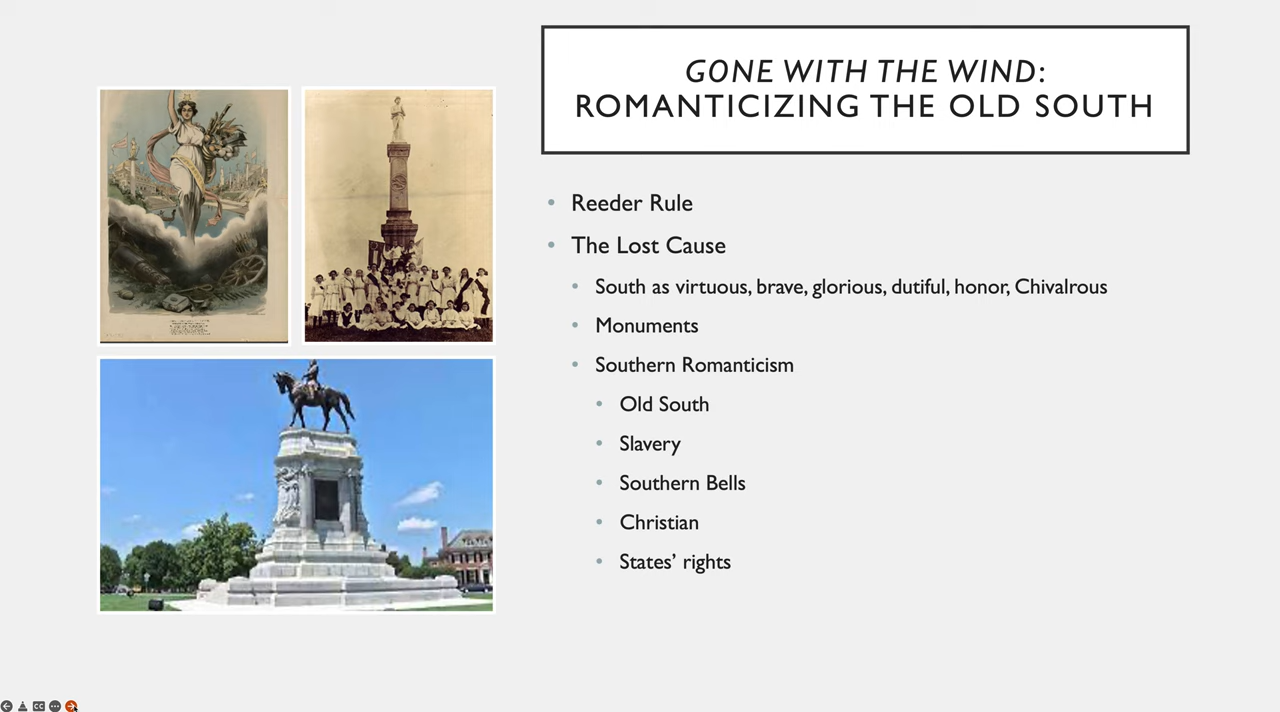 GONE WITH THE WIND:
ROMANTICIZING THE OLD SOUTH
• Reeder Rule
• The Lost Cause
• South as virtuous, brave, glorious, dutiful, honor, Chivalrous
• Monuments
• Southern Romanticism
• Old South
• Slavery
• Southern Bells
• Christian
• States’ rights
CC